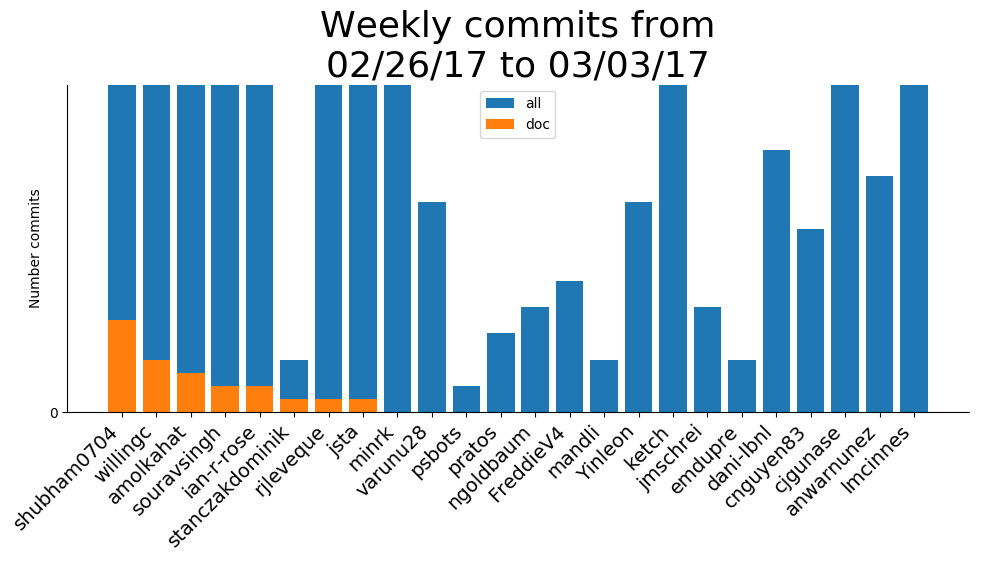 Weekly commits from
02/26/17 to 03/03/17
all
doc
Number commits
0
shubham0704
willingc
amolkahat
souravsingh
ian-r-rose
stanczakdominik
rjleveque
jsta
minrk
varunu28
psbots
pratos
ngoldbaum
FreddieV4
mandli
Yinleon
ketch
jmschrei
emdupre
dani-lbnl
cnguyen83
cjgunase
anwarnunez
lmcinnes